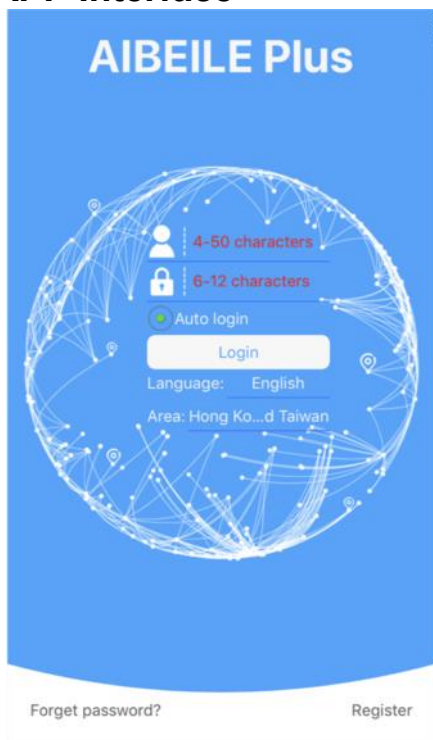 AIBEILE Plus
4-50 characters
6-12 characters
Auto login
Login
Language: English
Area: Hong Ko...d Taiwan
Forget password?
Register